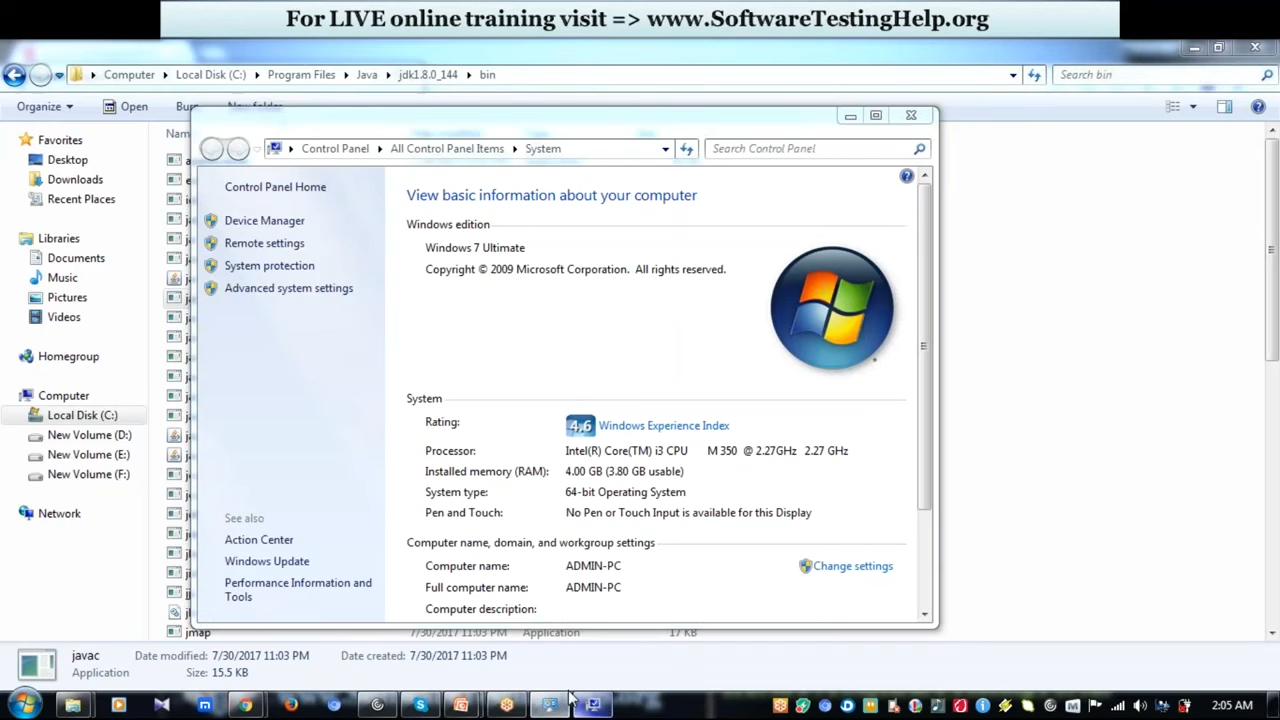 For LIVE online training visit => www.SoftwareTestingHelp.org
Computer Local Disk (C:) Program Files Java jdk1.8.0_144 bin
Search bin
Organize Open New folder
Favorites
Desktop
Downloads
Recent Places
Libraries
Documents
Music
Pictures
Videos
Homegroup
Computer
Local Disk (C:)
New Volume (D:)
New Volume (E:)
New Volume (F:)
Network
Control Panel All Control Panel Items System
Search Control Panel
Control Panel Home
Device Manager
Remote settings
System protection
Advanced system settings
See also
Action Center
Windows Update
Performance Information and
Tools
View basic information about your computer
Windows edition
Windows 7 Ultimate
Copyright © 2009 Microsoft Corporation. All rights reserved.
System
Rating: 4,6 Windows Experience Index
Processor: Intel(R) Core(TM) i3 CPU M 350 @ 2.27GHz 2.27 GHz
Installed memory (RAM): 4.00 GB (3.80 GB usable)
System type: 64-bit Operating System
Pen and Touch: No Pen or Touch Input is available for this Display
Computer name, domain, and workgroup settings
Computer name: ADMIN-PC
Change settings
Full computer name: ADMIN-PC
Computer description:
jmap 7/30/2017 11:03 PM Application 17 KB
javac Date modified: 7/30/2017 11:03 PM Date created: 7/30/2017 11:03 PM
Application Size: 15.5 KB
2:05 AM